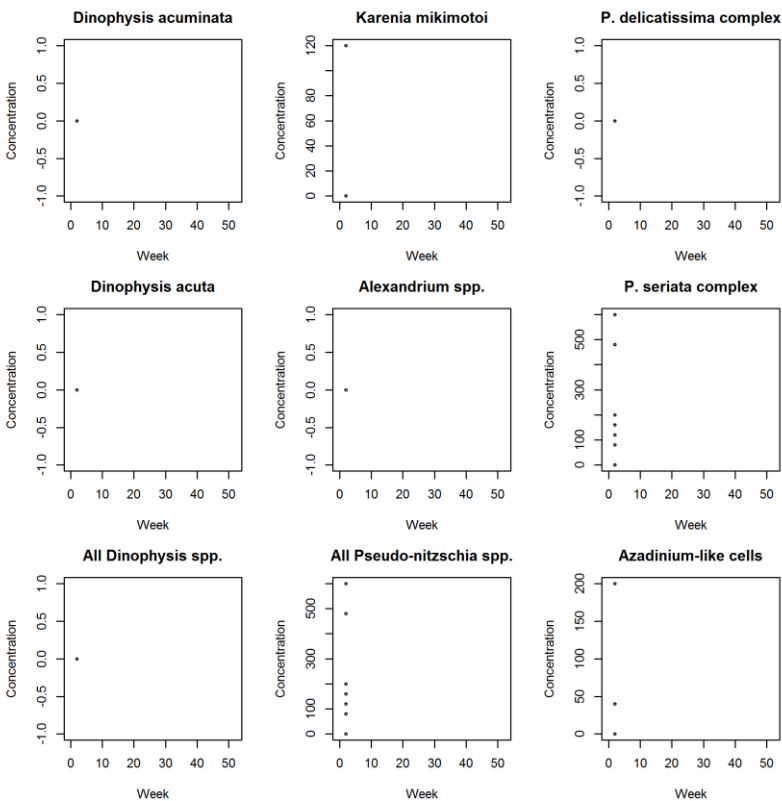 Dinophysis acuminata
Concentration
1.0
0.5
0.0
-0.5
-1.0
0 10 20 30 40 50
Week
Karenia mikimotoi
Concentration
120
80
60
40
20
0
0 10 20 30 40 50
Week
P. delicatissima complex
Concentration
1.0
0.5
0.0
-0.5
-1.0
0 10 20 30 40 50
Week
Dinophysis acuta
Concentration
1.0
0.5
0.0
-0.5
-1.0
0 10 20 30 40 50
Week
Alexandrium spp.
Concentration
1.0
0.5
0.0
-0.5
-1.0
0 10 20 30 40 50
Week
P. seriata complex
Concentration
500
300
100
0
0 10 20 30 40 50
Week
All Dinophysis spp.
Concentration
1.0
0.5
0.0
-0.5
-1.0
0 10 20 30 40 50
Week
All Pseudo-nitzschia spp.
Concentration
500
300
100
0
0 10 20 30 40 50
Week
Azadinium-like cells
Concentration
200
150
100
50
0
0 10 20 30 40 50
Week